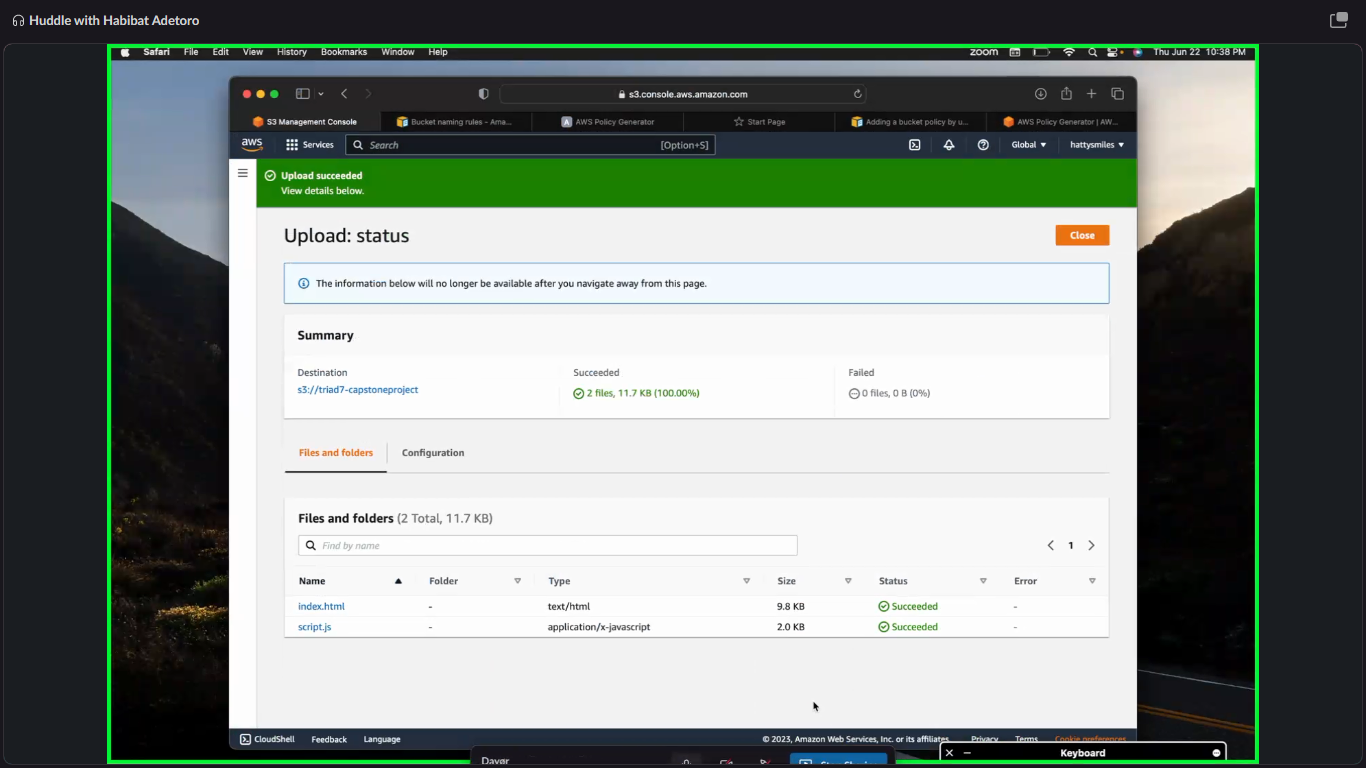 Huddle with Habibat Adetoro
Safari File Edit View History Bookmarks Window Help zoom Thu Jun 22 10:38 PM
s3.console.aws.amazon.com
S3 Management Console Bucket naming rules - Ama... A AWS Policy Generator Start Page Adding a bucket policy by u... AWS Policy Generator | AW...
aws Services Search [Option+S] Global hattysmiles
Upload succeeded
View details below.
Upload: status Close
The information below will no longer be available after you navigate away from this page.
Summary
Destination Succeeded Failed
s3://triad7-capstoneproject 2 files, 11.7 KB (100.00%) 0 files, 0 B (0%)
Files and folders Configuration
Files and folders (2 Total, 11.7 KB)
Find by name 1
Name Folder Type Size Status Error
index.html - text/html 9.8 KB Succeeded -
script.js - application/x-javascript 2.0 KB Succeeded -
CloudShell Feedback Language © 2023, Amazon Web Services, Inc. or its affiliates. Privacy Terms Cookie preferences
Keyboard